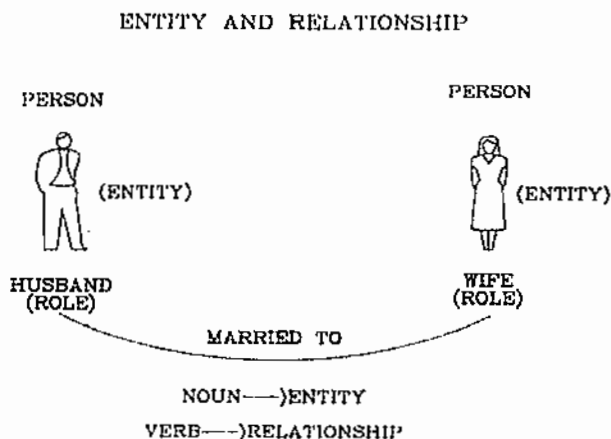 ENTITY AND RELATIONSHIP
PERSON
PERSON
(ENTITY)
(ENTITY)
HUSBAND
(ROLE)
WIFE
(ROLE)
MARRIED TO
NOUN--->ENTITY
VERB--->RELATIONSHIP